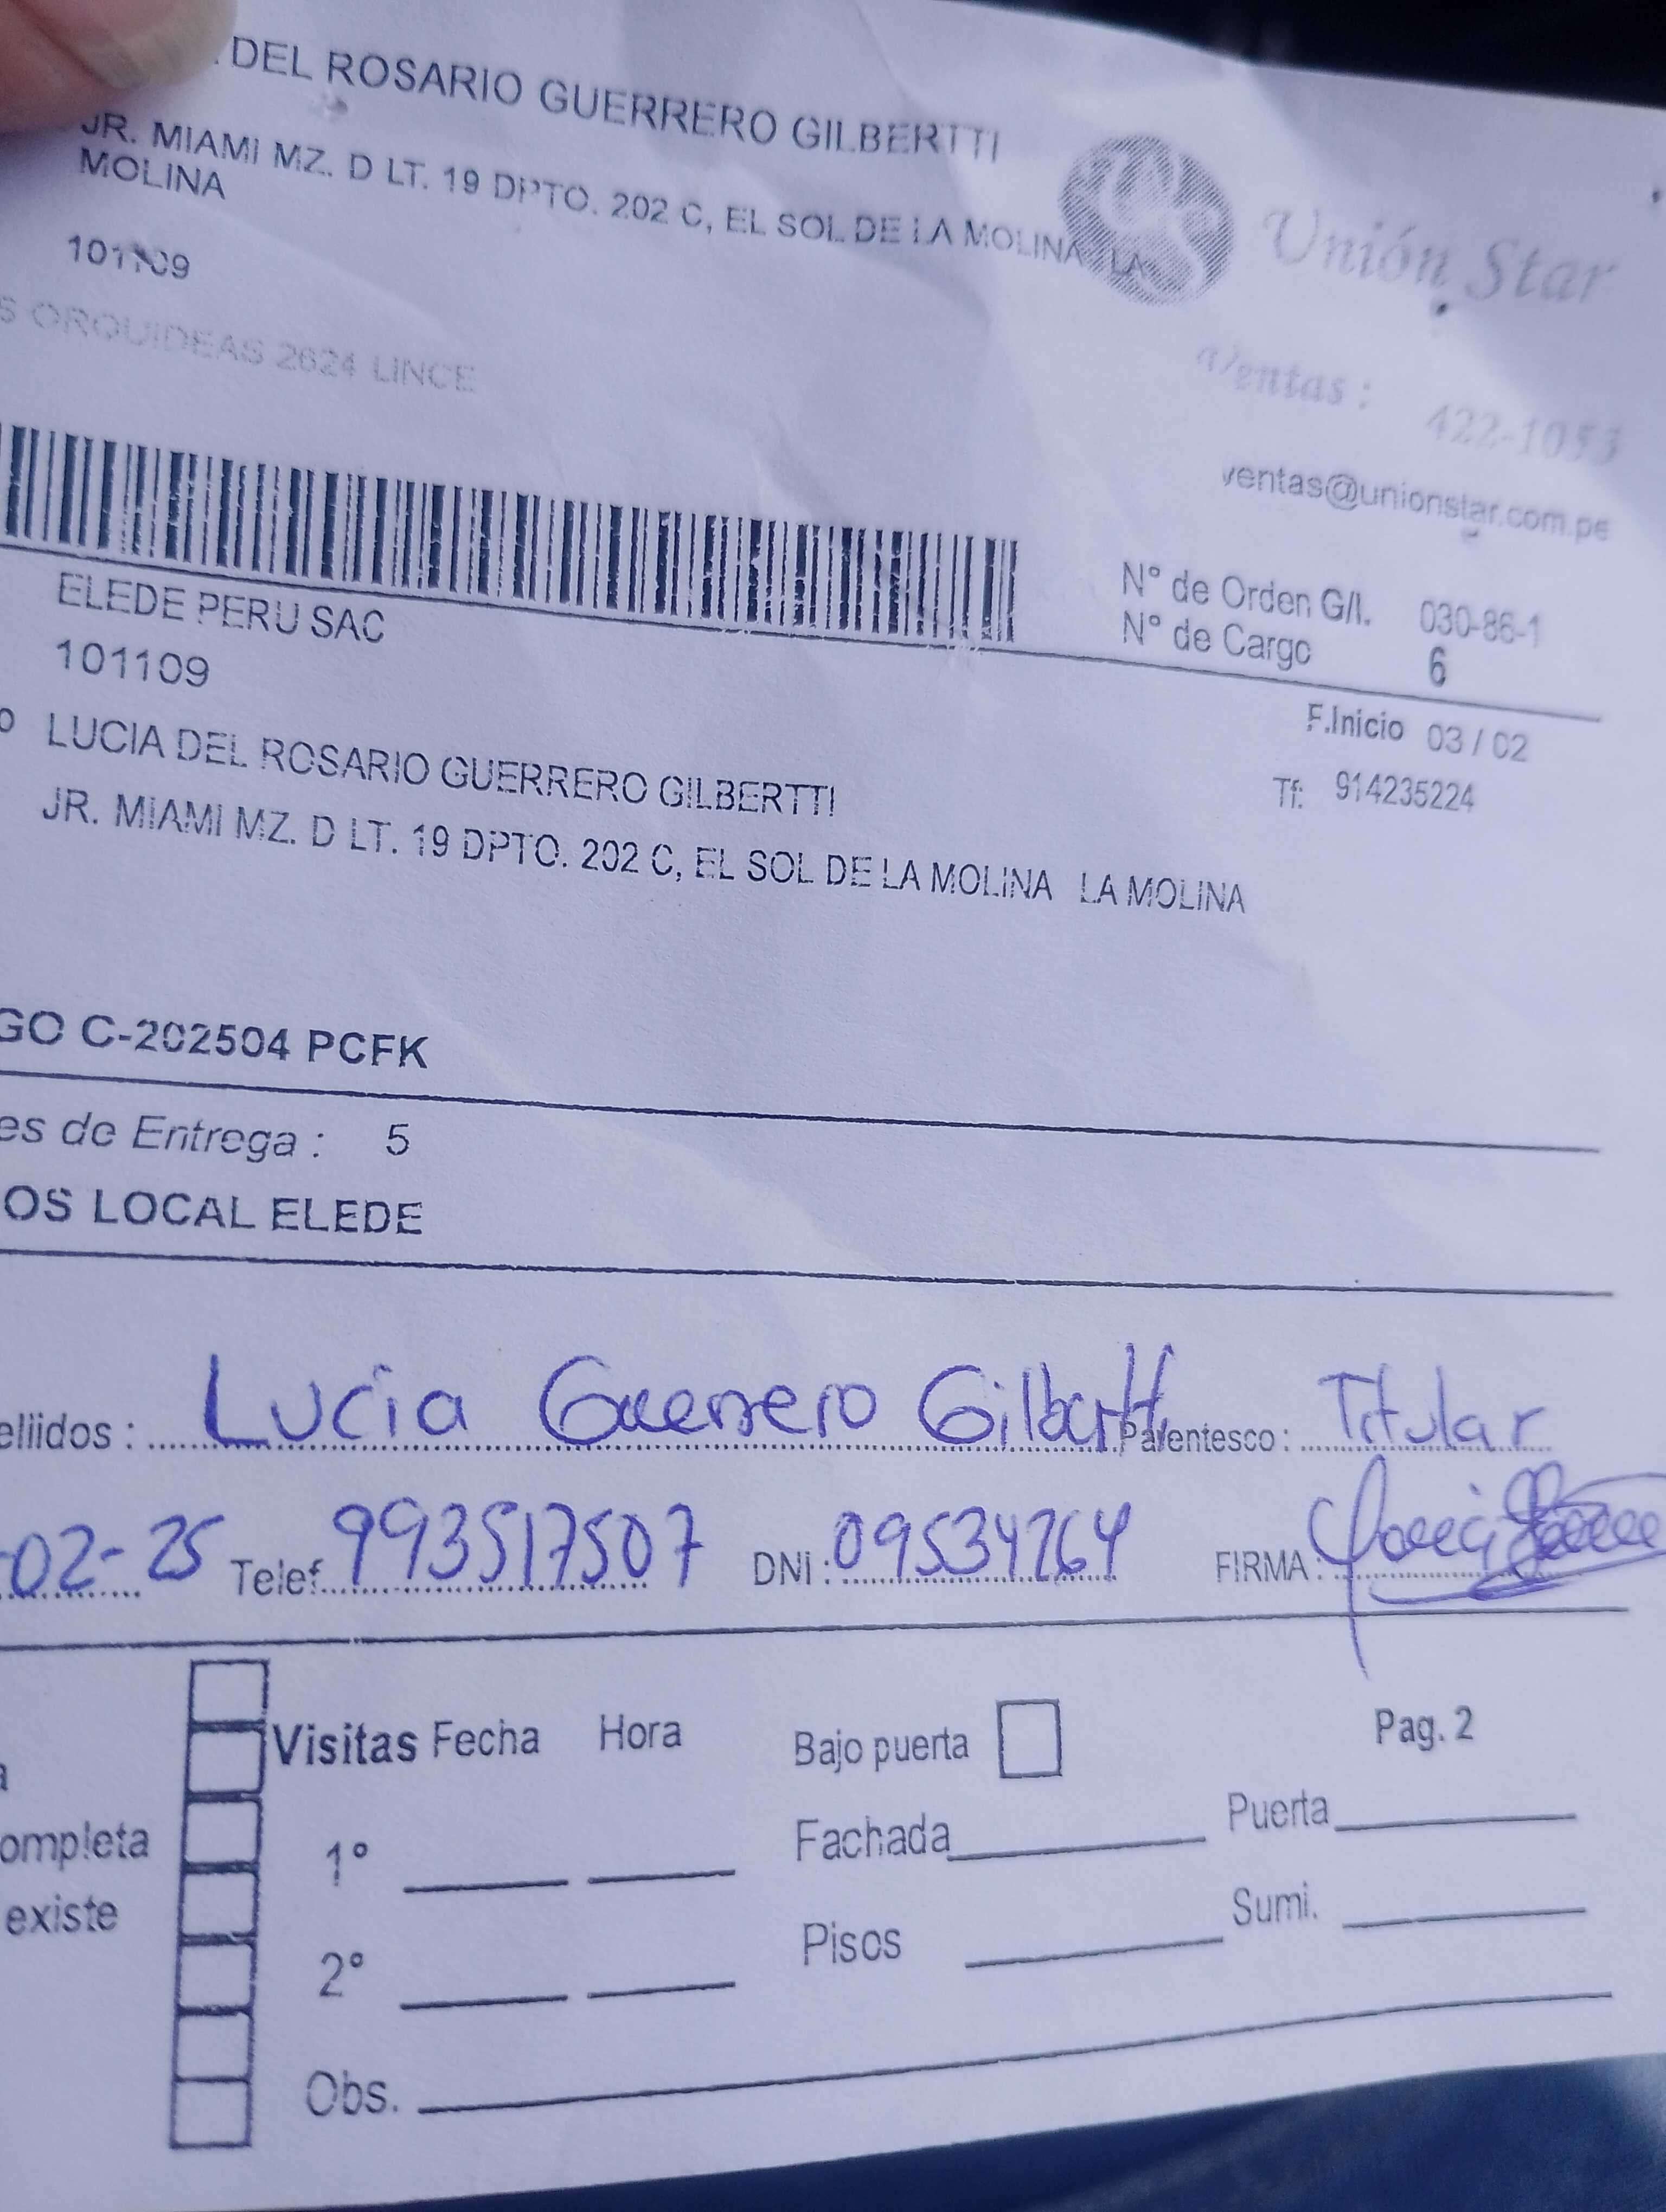 DEL ROSARIO GUERRERO GILBERTTI
JR. MIAMI MZ. D LT. 19 DPTO. 202 C, EL SOL DE LA MOLINA LA
MOLINA
Unión Star
101109
S ORQUIDEAS 2624 LINCE
Ventas : 422-1053
ventas@unionstar.com.pe
N° de Orden G/I. 030-86-1
N° de Cargo 6
ELEDE PERU SAC
101109
F.Inicio 03 / 02
o LUCIA DEL ROSARIO GUERRERO GILBERTTI
Tf: 914235224
JR. MIAMI MZ. D LT. 19 DPTO. 202 C, EL SOL DE LA MOLINA LA MOLINA
GO C-202504 PCFK
es de Entrega : 5
OS LOCAL ELEDE
elliidos : Lucia Guerrero Gilbertti Parentesco : Titular
-02-25 Telef. 993517507 DNI : 09534264 FIRMA :
Visitas Fecha Hora Bajo puerta Pag. 2
a
ompleta 1° Fachada Puerta
existe
2° Pisos Sumi.
Obs.